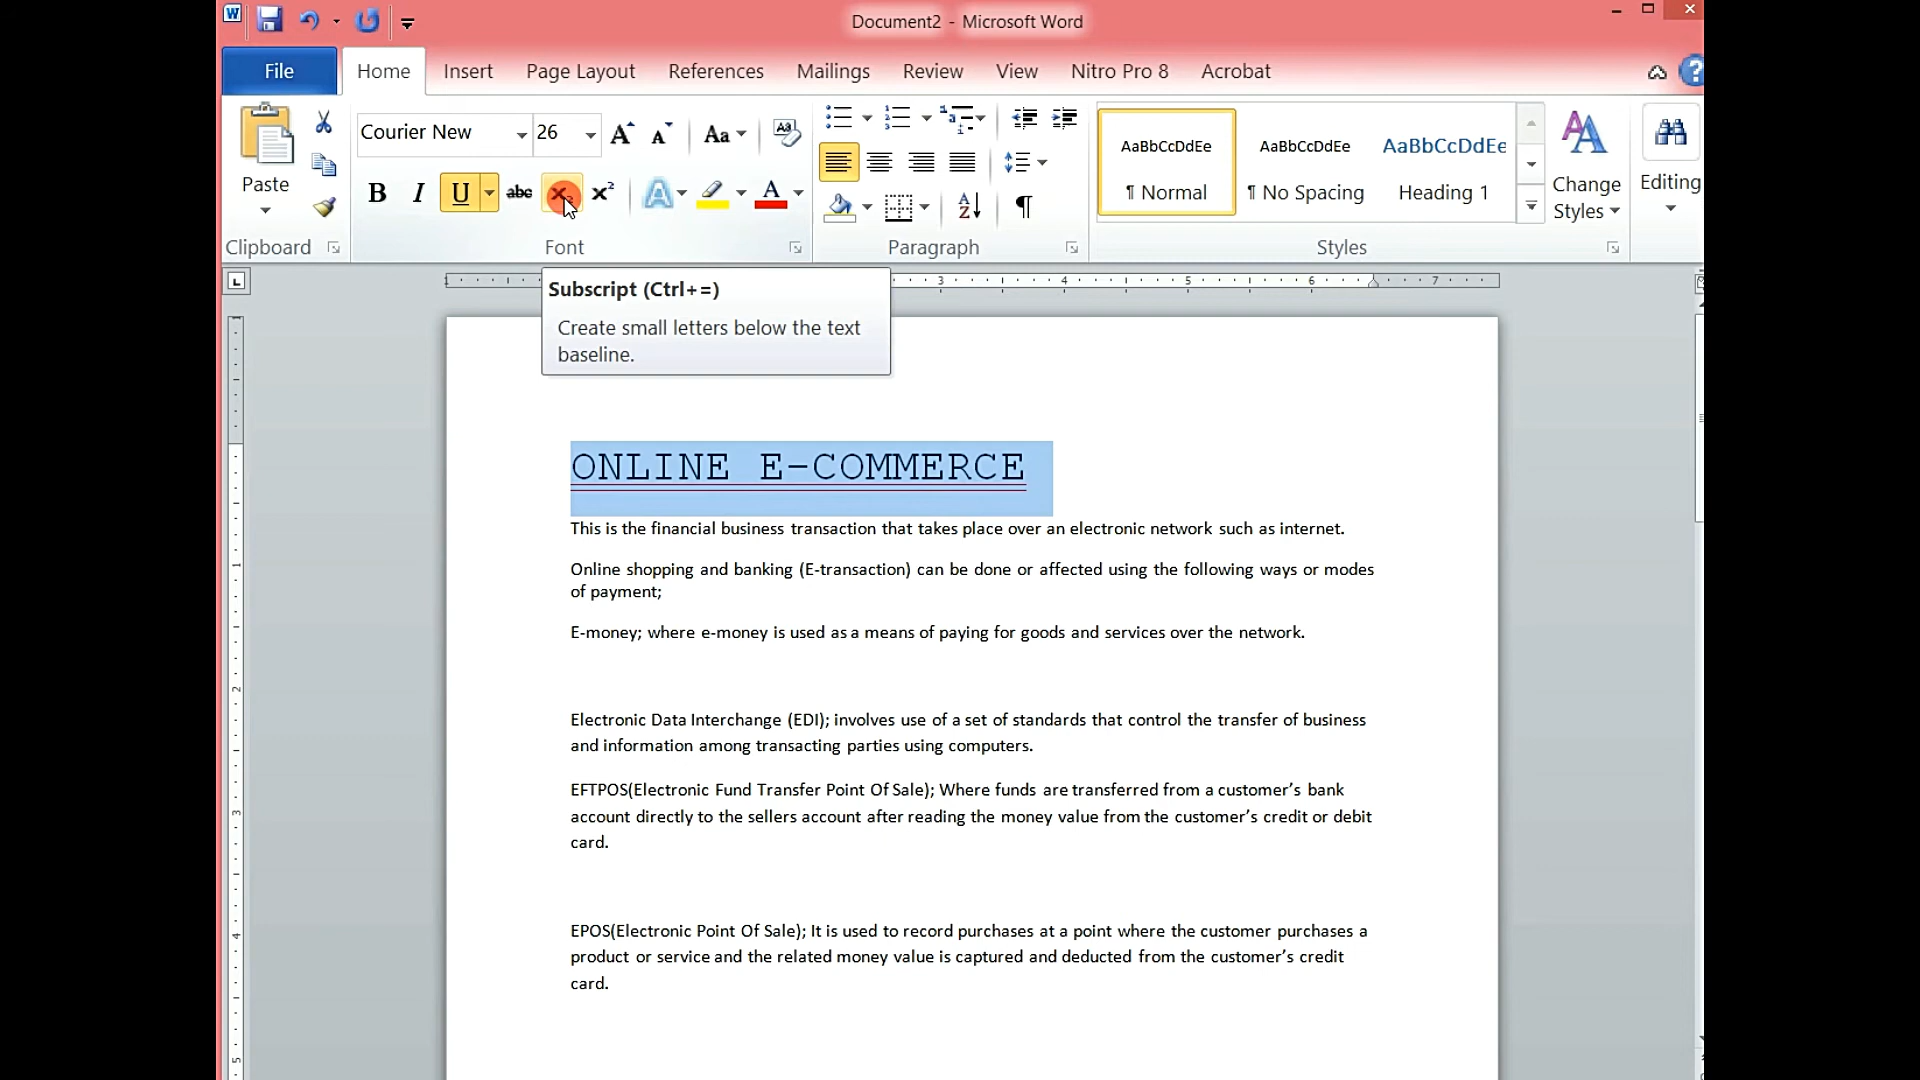 Document2 - Microsoft Word
File Home Insert Page Layout References Mailings Review View Nitro Pro 8 Acrobat
Courier New 26 Aa
Paste
B I U abc X₂ X² A A
AaBbCcDdEe AaBbCcDdEe AaBbCcDdEe
¶ Normal ¶ No Spacing Heading 1
Change Styles
Editing
Clipboard Font Paragraph Styles
3 4 5 6 7
Subscript (Ctrl+=)
Create small letters below the text
baseline.
ONLINE E-COMMERCE
This is the financial business transaction that takes place over an electronic network such as internet.
Online shopping and banking (E-transaction) can be done or affected using the following ways or modes
of payment;
E-money; where e-money is used as a means of paying for goods and services over the network.
Electronic Data Interchange (EDI); involves use of a set of standards that control the transfer of business
and information among transacting parties using computers.
EFTPOS(Electronic Fund Transfer Point Of Sale); Where funds are transferred from a customer’s bank
account directly to the sellers account after reading the money value from the customer’s credit or debit
card.
EPOS(Electronic Point Of Sale); It is used to record purchases at a point where the customer purchases a
product or service and the related money value is captured and deducted from the customer’s credit
card.